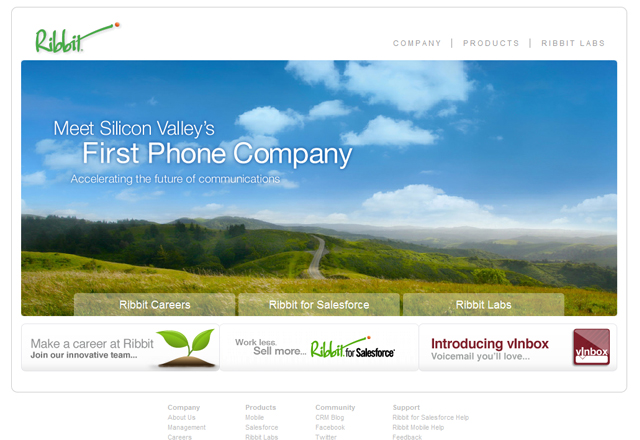 Ribbit
COMPANY | PRODUCTS | RIBBIT LABS
Meet Silicon Valley's
First Phone Company
Accelerating the future of communications
Ribbit Careers
Ribbit for Salesforce
Ribbit Labs
Make a career at Ribbit
Join our innovative team...
Work less.
Sell more...
Ribbit for Salesforce
Introducing vInbox
Voicemail you'll love...
vInbox
Company
About Us
Management
Careers
Products
Mobile
Salesforce
Ribbit Labs
Community
CRM Blog
Facebook
Twitter
Support
Ribbit for Salesforce Help
Ribbit Mobile Help
Feedback